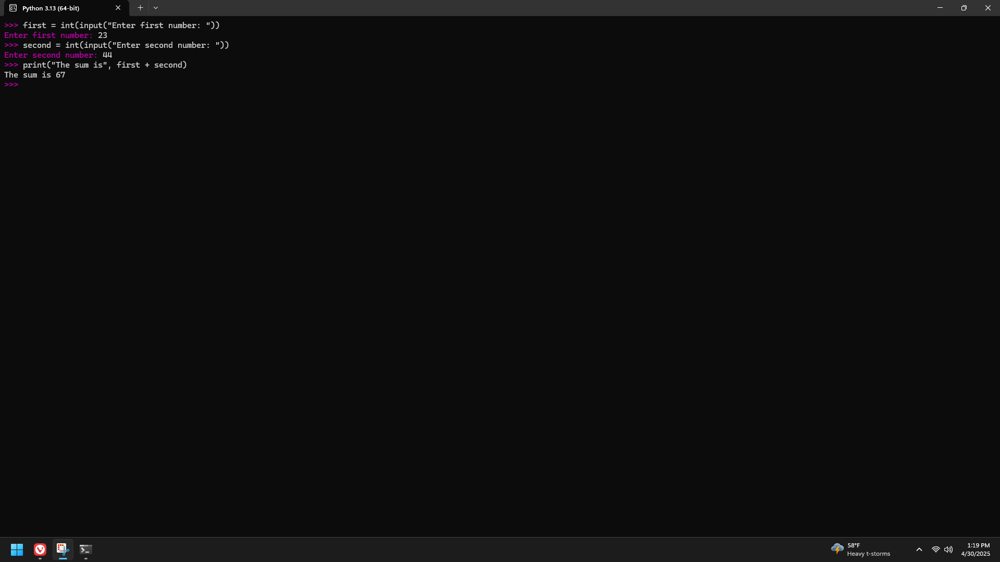 Python 3.13 (64-bit)
>>> first = int(input("Enter first number: "))
Enter first number: 23
>>> second = int(input("Enter second number: "))
Enter second number: 44
>>> print("The sum is", first + second)
The sum is 67
>>>
58°F
Heavy t-storms
1:19 PM
4/30/2025